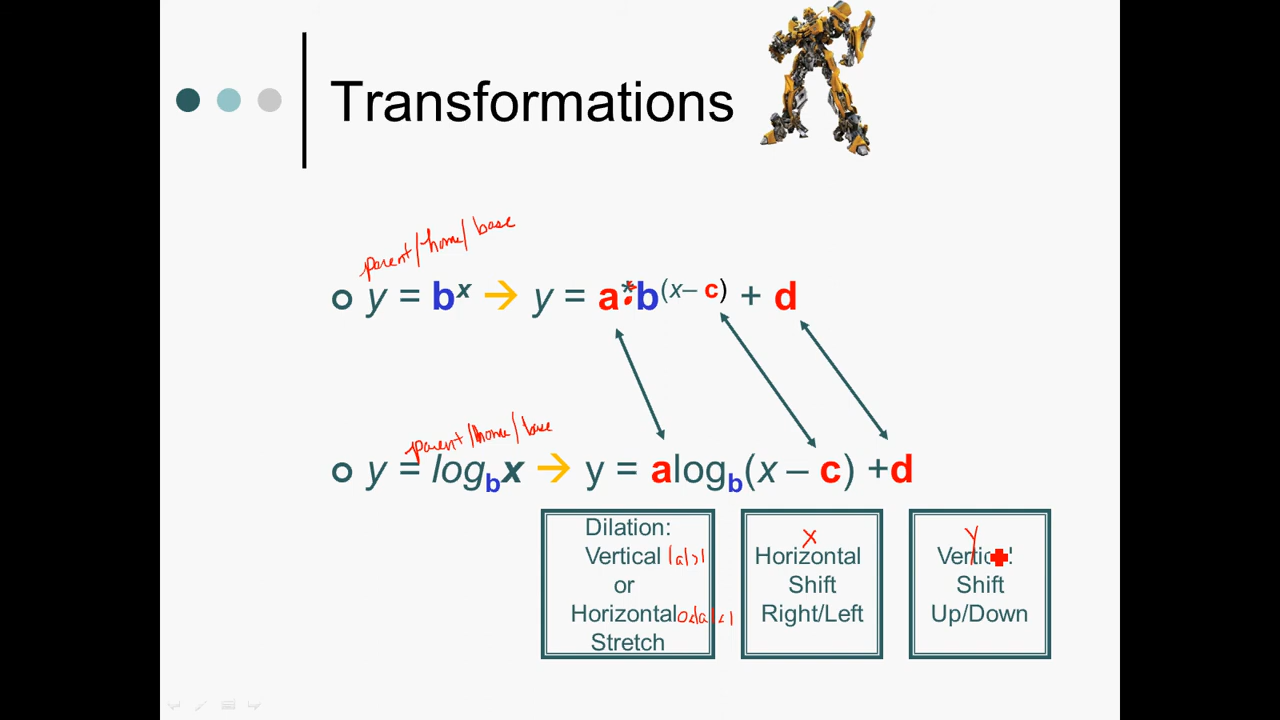 Transformations
parent/home/base
y = bˣ → y = a*b⁽ˣ⁻ ᶜ⁾ + d
parent/home/base
y = log_b x → y = alog_b(x – c) +d
Dilation:
Vertical |a|>1
or
Horizontal 0<|a|<1
Stretch
X
Horizontal
Shift
Right/Left
Y
Vertical
Shift
Up/Down